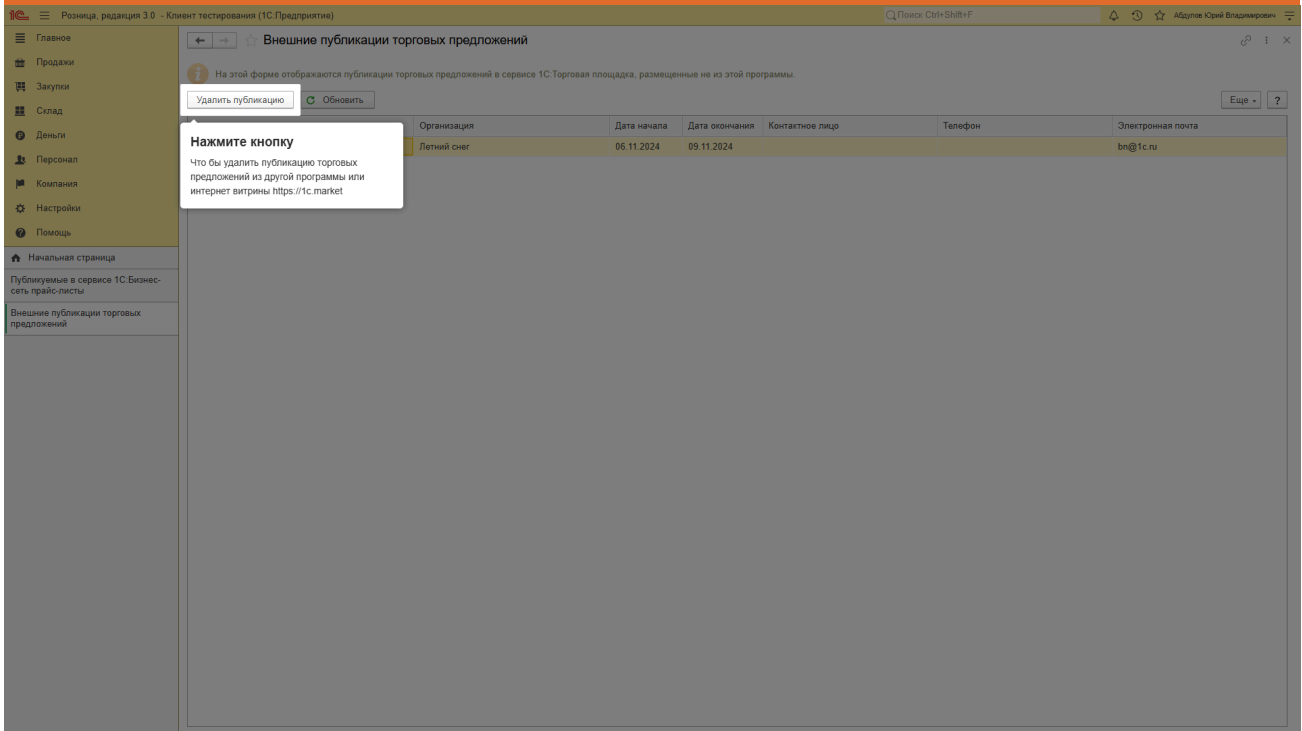 1С Розница, редакция 3.0 - Клиент тестирования (1С:Предприятие)
Поиск Ctrl+Shift+F
Абдулов Юрий Владимирович
Главное
Продажи
Закупки
Склад
Деньги
Персонал
Компания
Настройки
Помощь
Начальная страница
Публикуемые в сервисе 1С:Бизнес-
сеть прайс-листы
Внешние публикации торговых
предложений
Внешние публикации торговых предложений
На этой форме отображаются публикации торговых предложений в сервисе 1С:Торговая площадка, размещенные не из этой программы.
Удалить публикацию
Обновить
Еще
?
Организация Дата начала Дата окончания Контактное лицо Телефон Электронная почта
Летний снег 06.11.2024 09.11.2024 bn@1c.ru
Нажмите кнопку
Что бы удалить публикацию торговых
предложений из другой программы или
интернет витрины https://1c.market